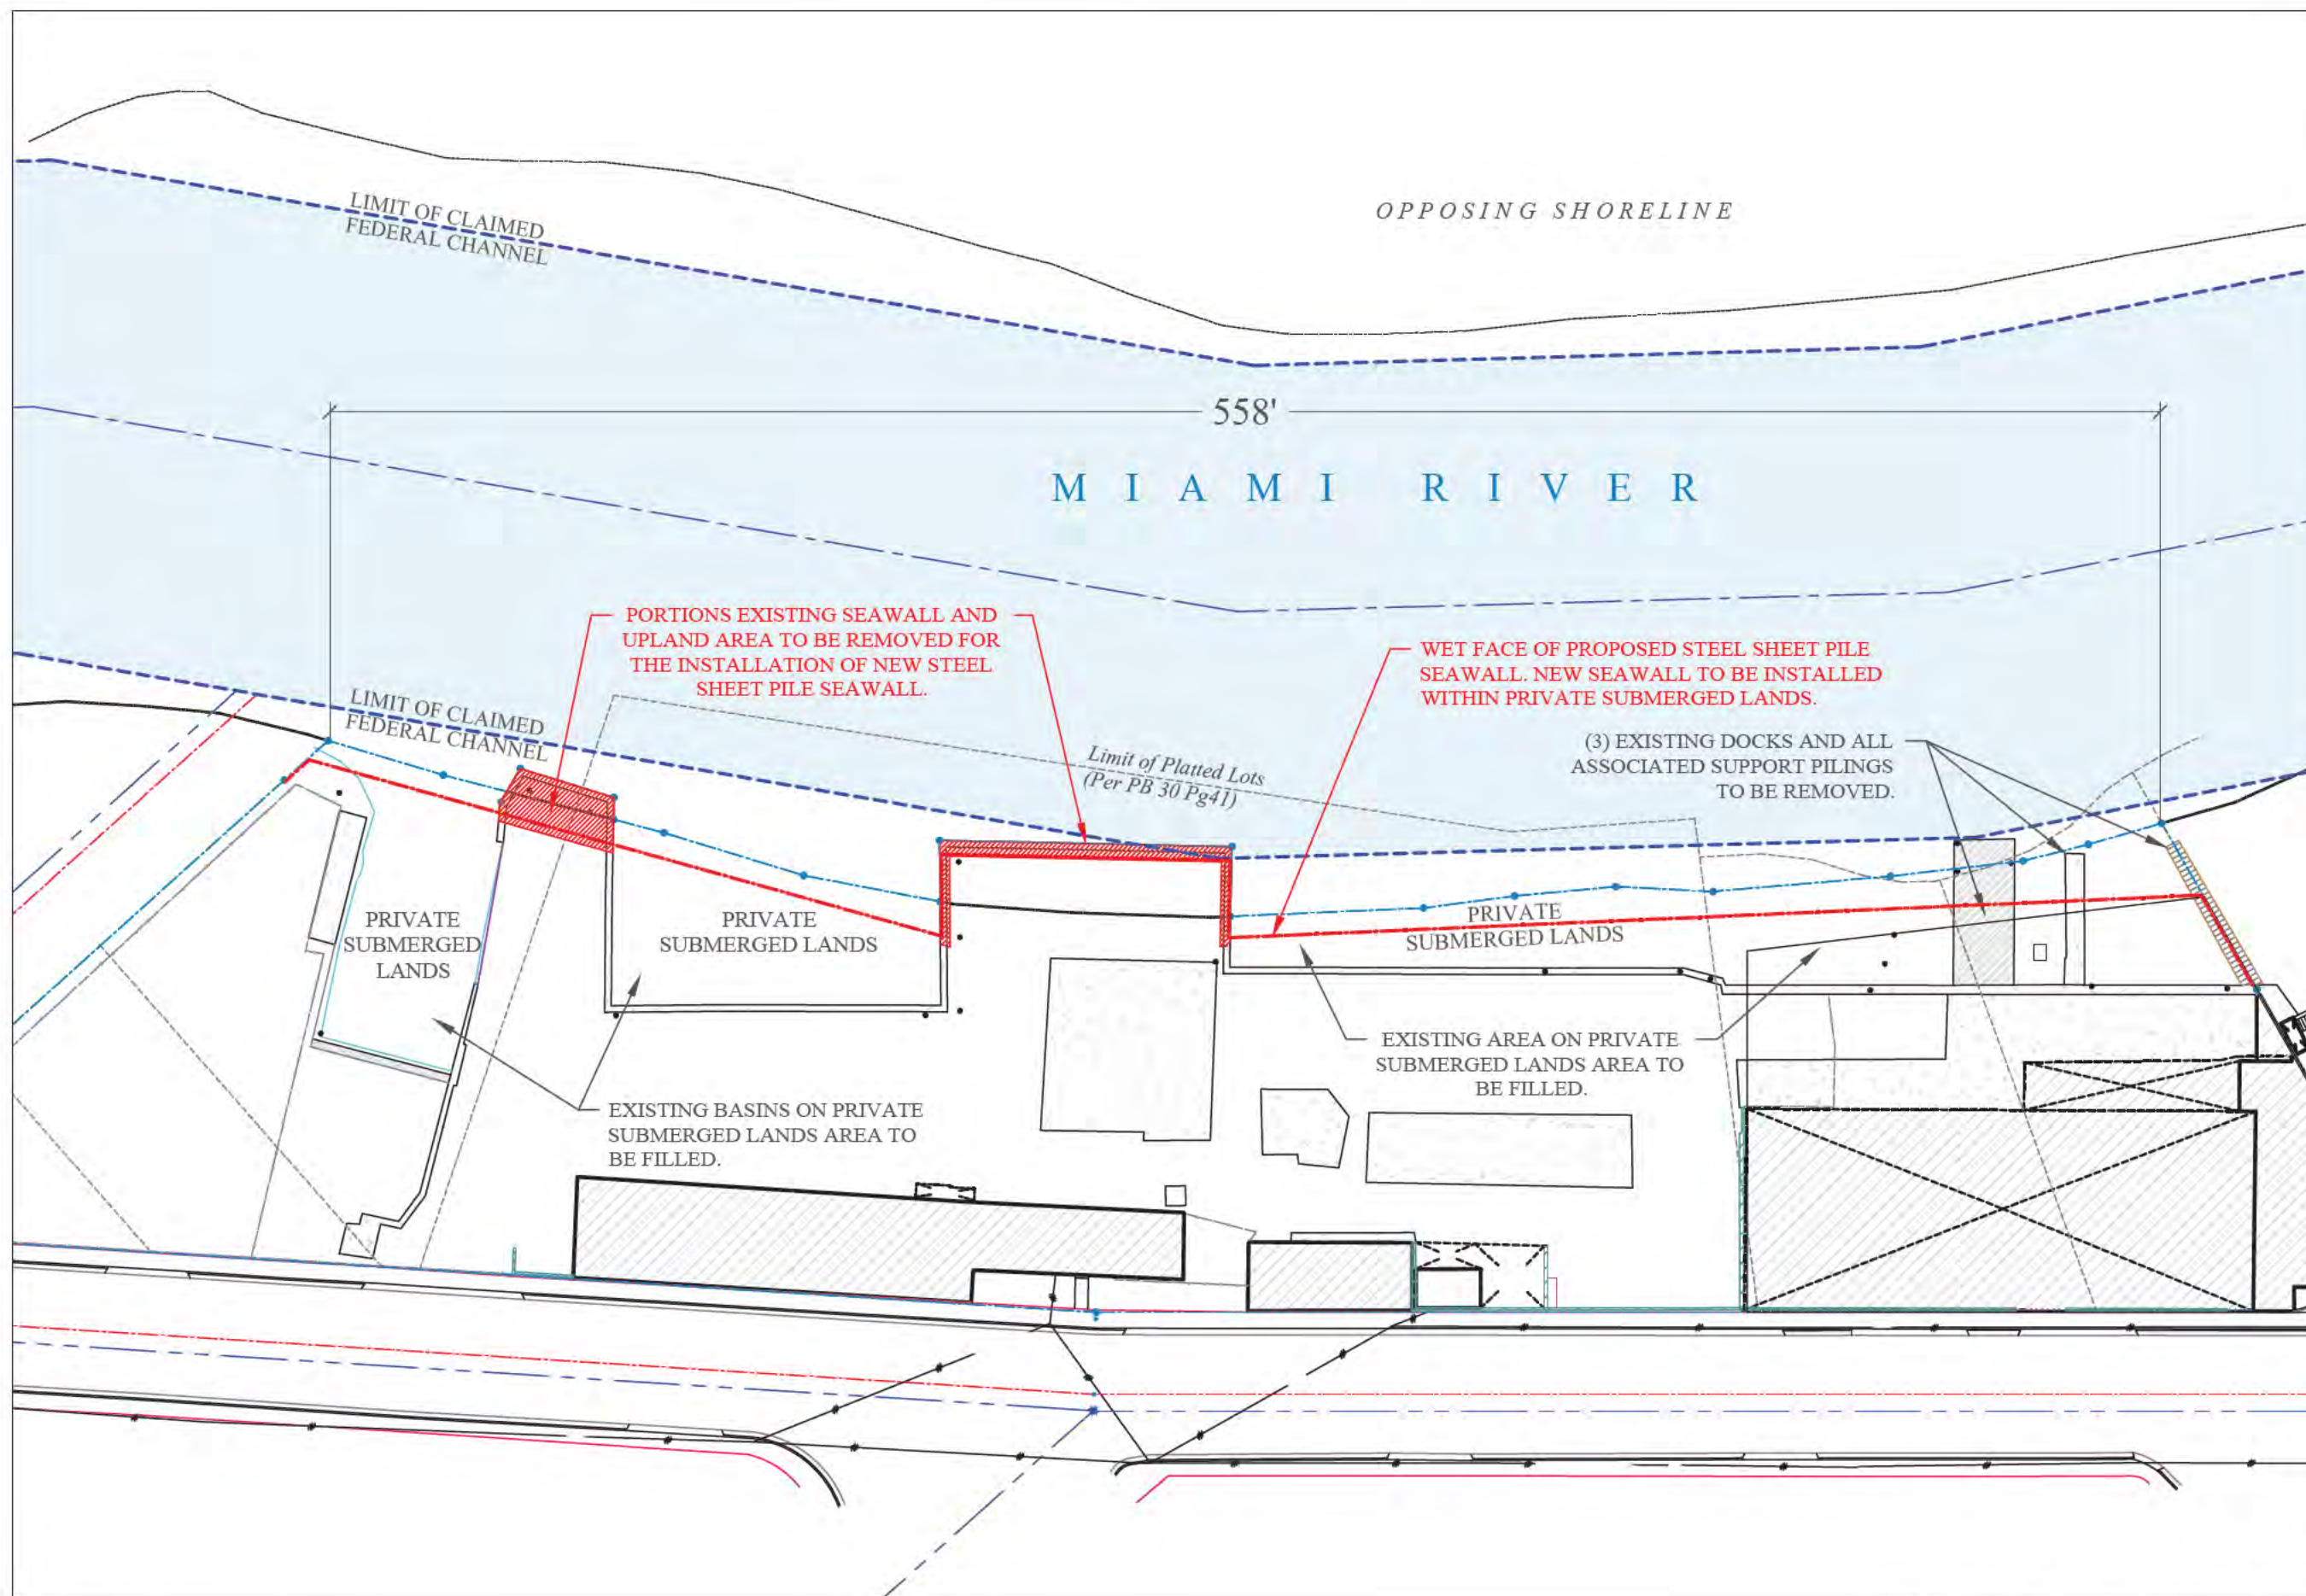 OPPOSING SHORELINE
LIMIT OF CLAIMED
FEDERAL CHANNEL
558'
MIAMI RIVER
PORTIONS EXISTING SEAWALL AND
UPLAND AREA TO BE REMOVED FOR
THE INSTALLATION OF NEW STEEL
SHEET PILE SEAWALL.
WET FACE OF PROPOSED STEEL SHEET PILE
SEAWALL. NEW SEAWALL TO BE INSTALLED
WITHIN PRIVATE SUBMERGED LANDS.
LIMIT OF CLAIMED
FEDERAL CHANNEL
Limit of Platted Lots
(Per PB 30 Pg41)
(3) EXISTING DOCKS AND ALL
ASSOCIATED SUPPORT PILINGS
TO BE REMOVED.
PRIVATE
SUBMERGED
LANDS
PRIVATE
SUBMERGED LANDS
PRIVATE
SUBMERGED LANDS
EXISTING AREA ON PRIVATE
SUBMERGED LANDS AREA TO
BE FILLED.
EXISTING BASINS ON PRIVATE
SUBMERGED LANDS AREA TO
BE FILLED.